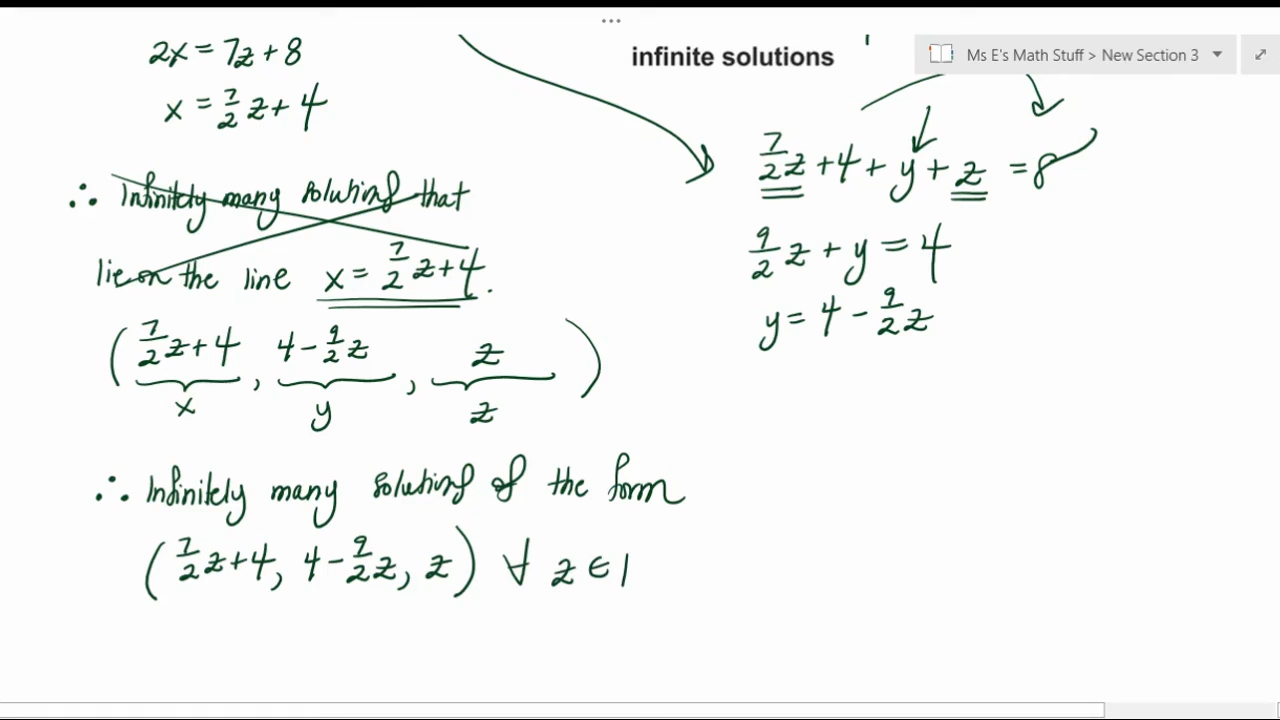 2x = 7z + 8
infinite solutions
Ms E's Math Stuff > New Section 3
x = 7/2 z + 4
7/2 z + 4 + y + z = 8
∴ Infinitely many solutions that
lie on the line x = 7/2 z + 4.
9/2 z + y = 4
y = 4 - 9/2 z
(7/2 z + 4, 4 - 9/2 z, z)
x y z
∴ Infinitely many solutions of the form
(7/2 z + 4, 4 - 9/2 z, z) ∀ z ∈ |